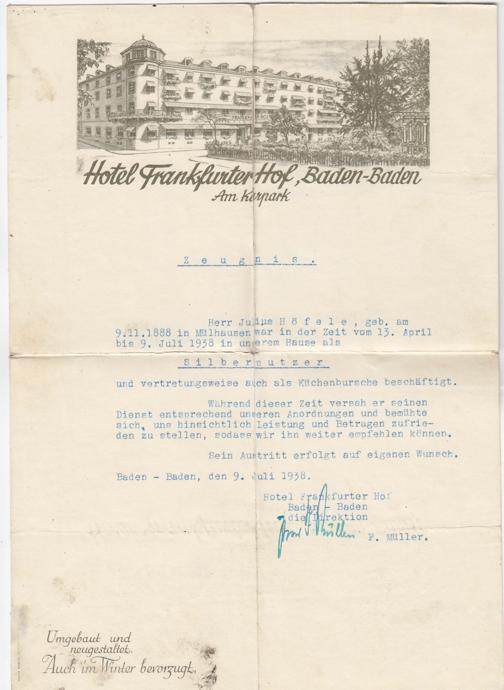 Hotel Frankfurter Hof, Baden-Baden
Am Kurpark
Zeugnis.
Herr Julius Höfele, geb. am
9.11.1888 in Mülhausen war in der Zeit vom 13. April
bis 9. Juli 1938 in unserem Hause als
Silberputzer
und vertretungsweise auch als Küchenbursche beschäftigt.
Während dieser Zeit versah er seinen
Dienst entsprechend unseren Anordnungen und bemühte
sich, uns hinsichtlich Leistung und Betragen zufrie-
den zu stellen, sodass wir ihn weiter empfehlen können.
Sein Austritt erfolgt auf eigenen Wunsch.
Baden - Baden, den 9. Juli 1938.
Hotel Frankfurter Hof
Baden - Baden
die Direktion
F. Müller.
Umgebaut und
neugestaltet.
Auch im Winter bevorzugt.